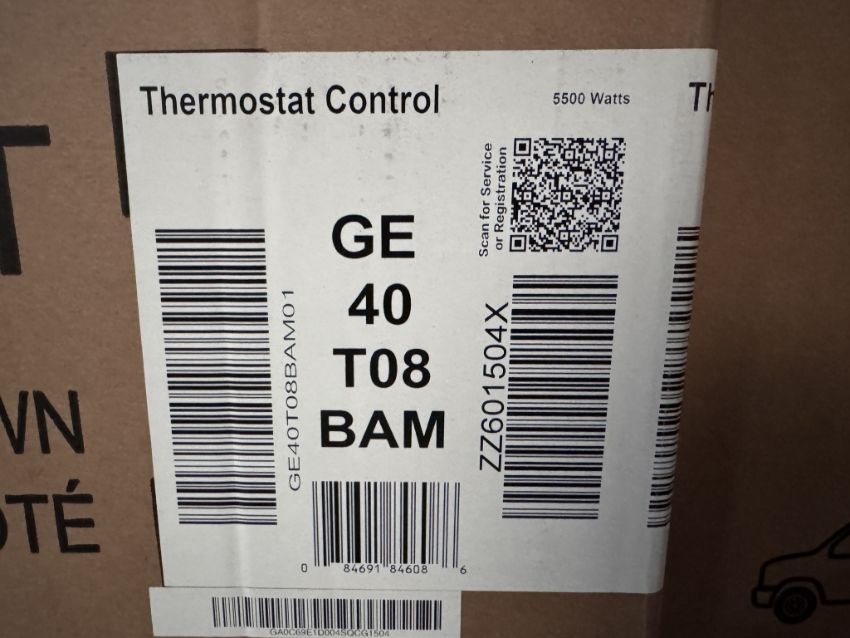 Thermostat Control
5500 Watts
Th
Scan for Service
or Registration
GE
40
T08
BAM
GE40T08BAM01
ZZ601504X
0 84691 84608 6
GA0C69E1D004SQCG1504
T
WN
OTÉ